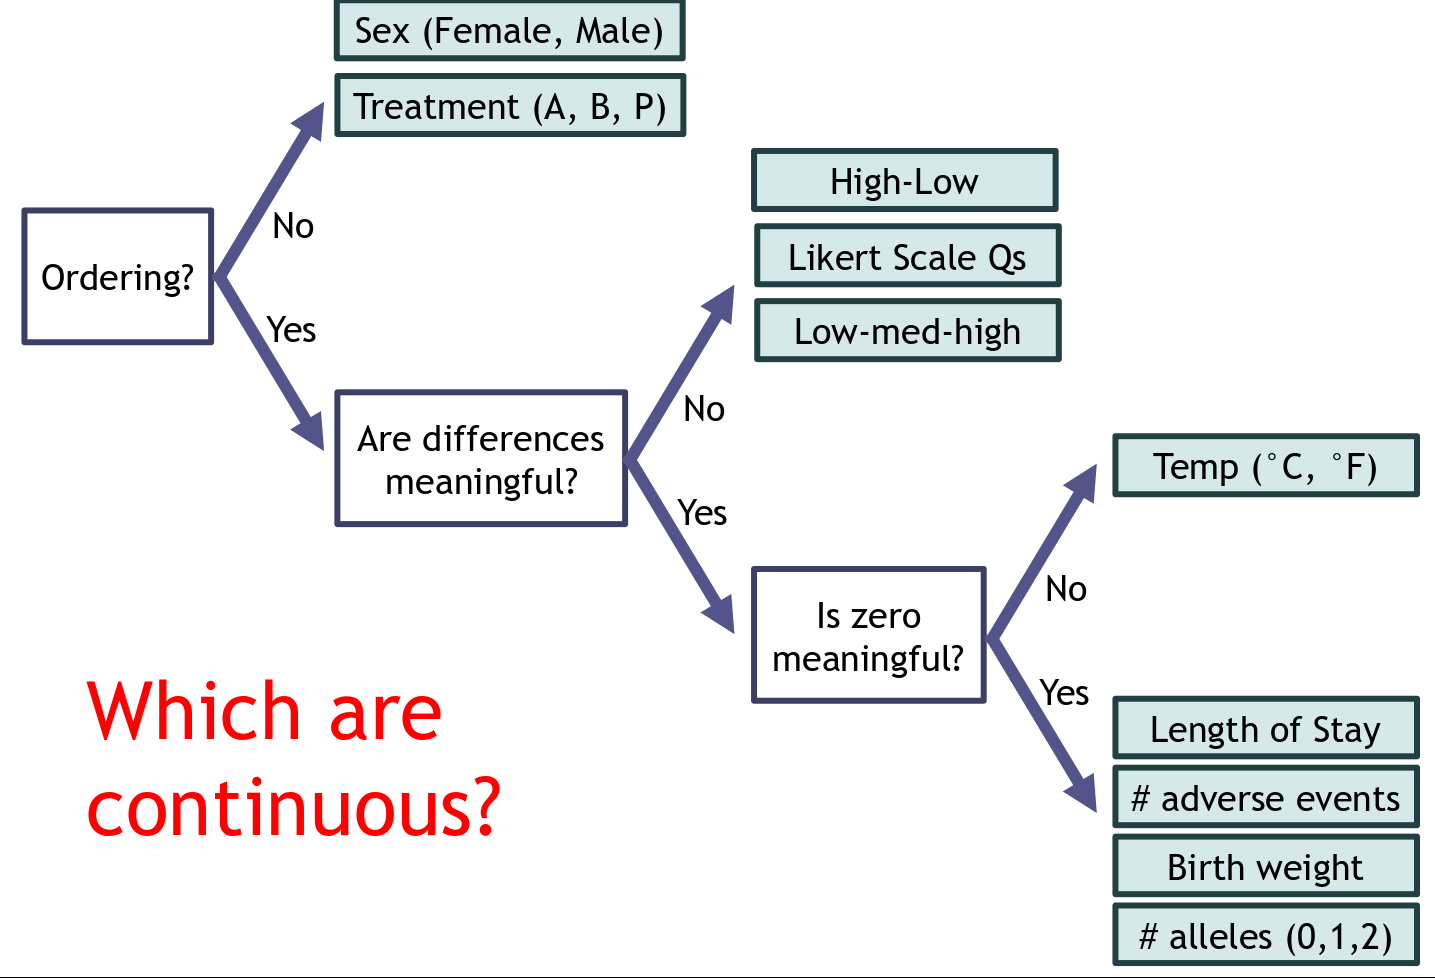 Sex (Female, Male)
Treatment (A, B, P)
High-Low
No
Likert Scale Qs
Ordering?
Yes
Low-med-high
No
Are differences
meaningful?
Temp (°C, °F)
Yes
No
Is zero
meaningful?
Yes
Which are
continuous?
Length of Stay
# adverse events
Birth weight
# alleles (0,1,2)